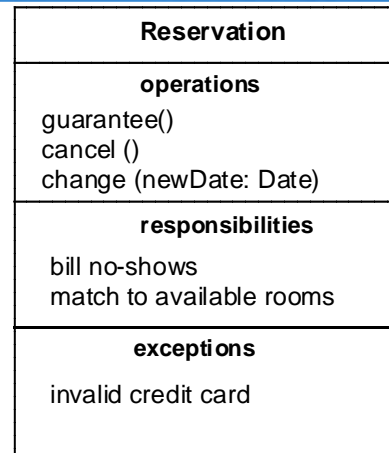 Reservation
operations
guarantee()
cancel ()
change (newDate: Date)
responsibilities
bill no-shows
match to available rooms
exceptions
invalid credit card